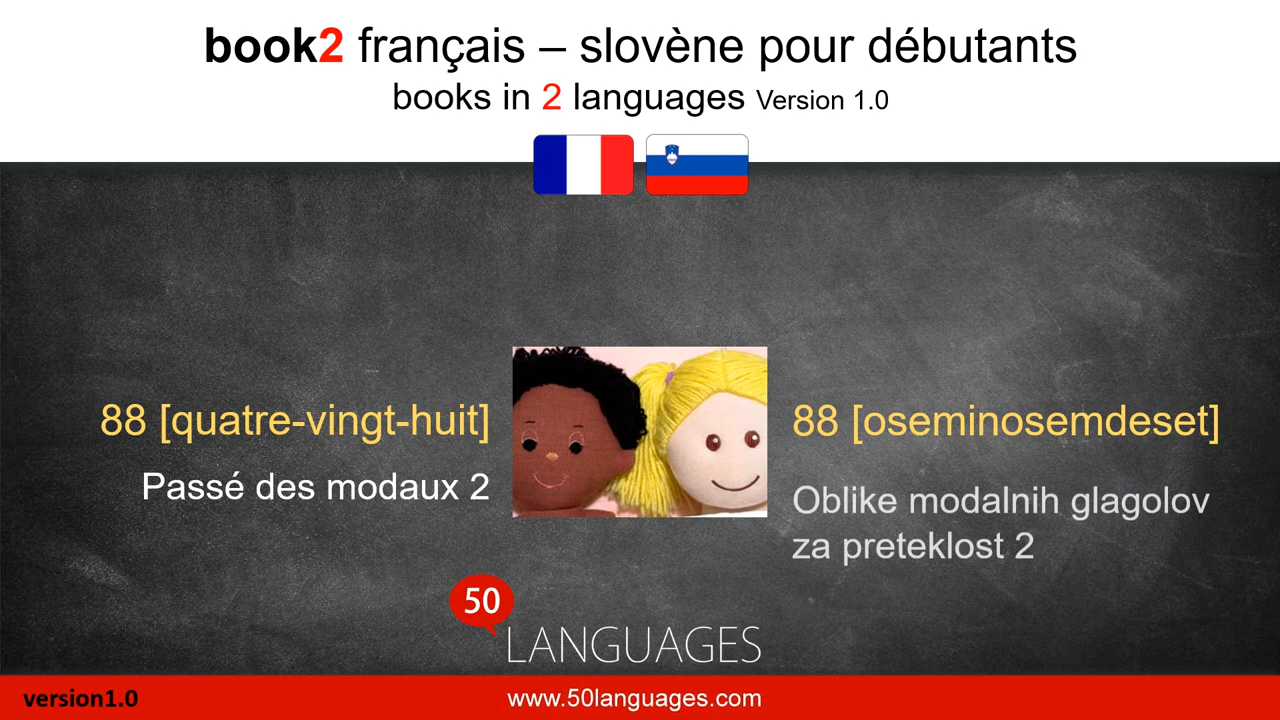 book2 français – slovène pour débutants
books in 2 languages Version 1.0
88 [quatre-vingt-huit]
Passé des modaux 2
88 [oseminosemdeset]
Oblike modalnih glagolov
za preteklost 2
50
LANGUAGES
version1.0
www.50languages.com